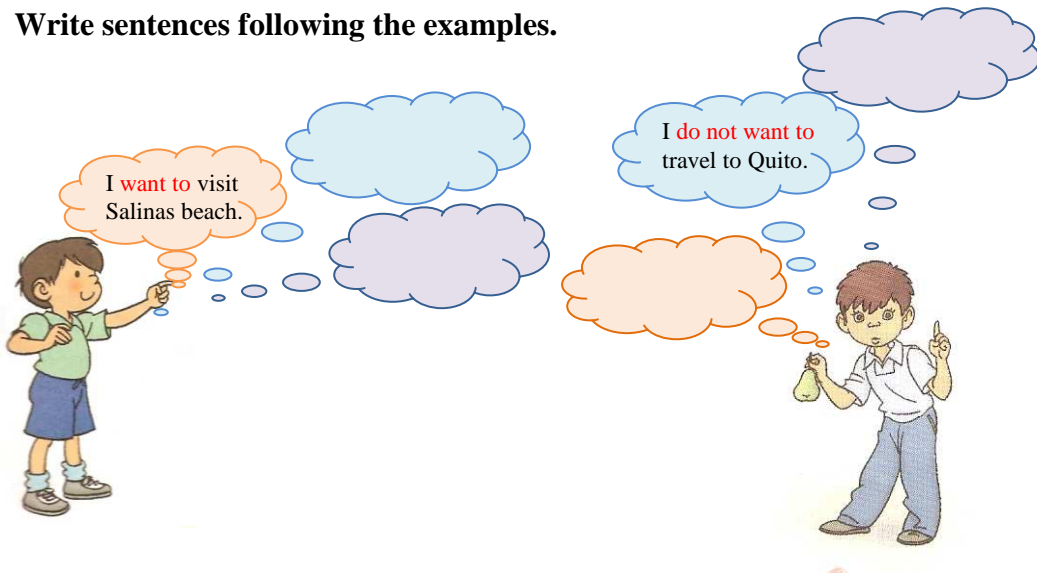 Write sentences following the examples.
I want to visit
Salinas beach.
I do not want to
travel to Quito.